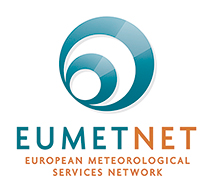 EUMETNET
EUROPEAN METEOROLOGICAL
SERVICES NETWORK